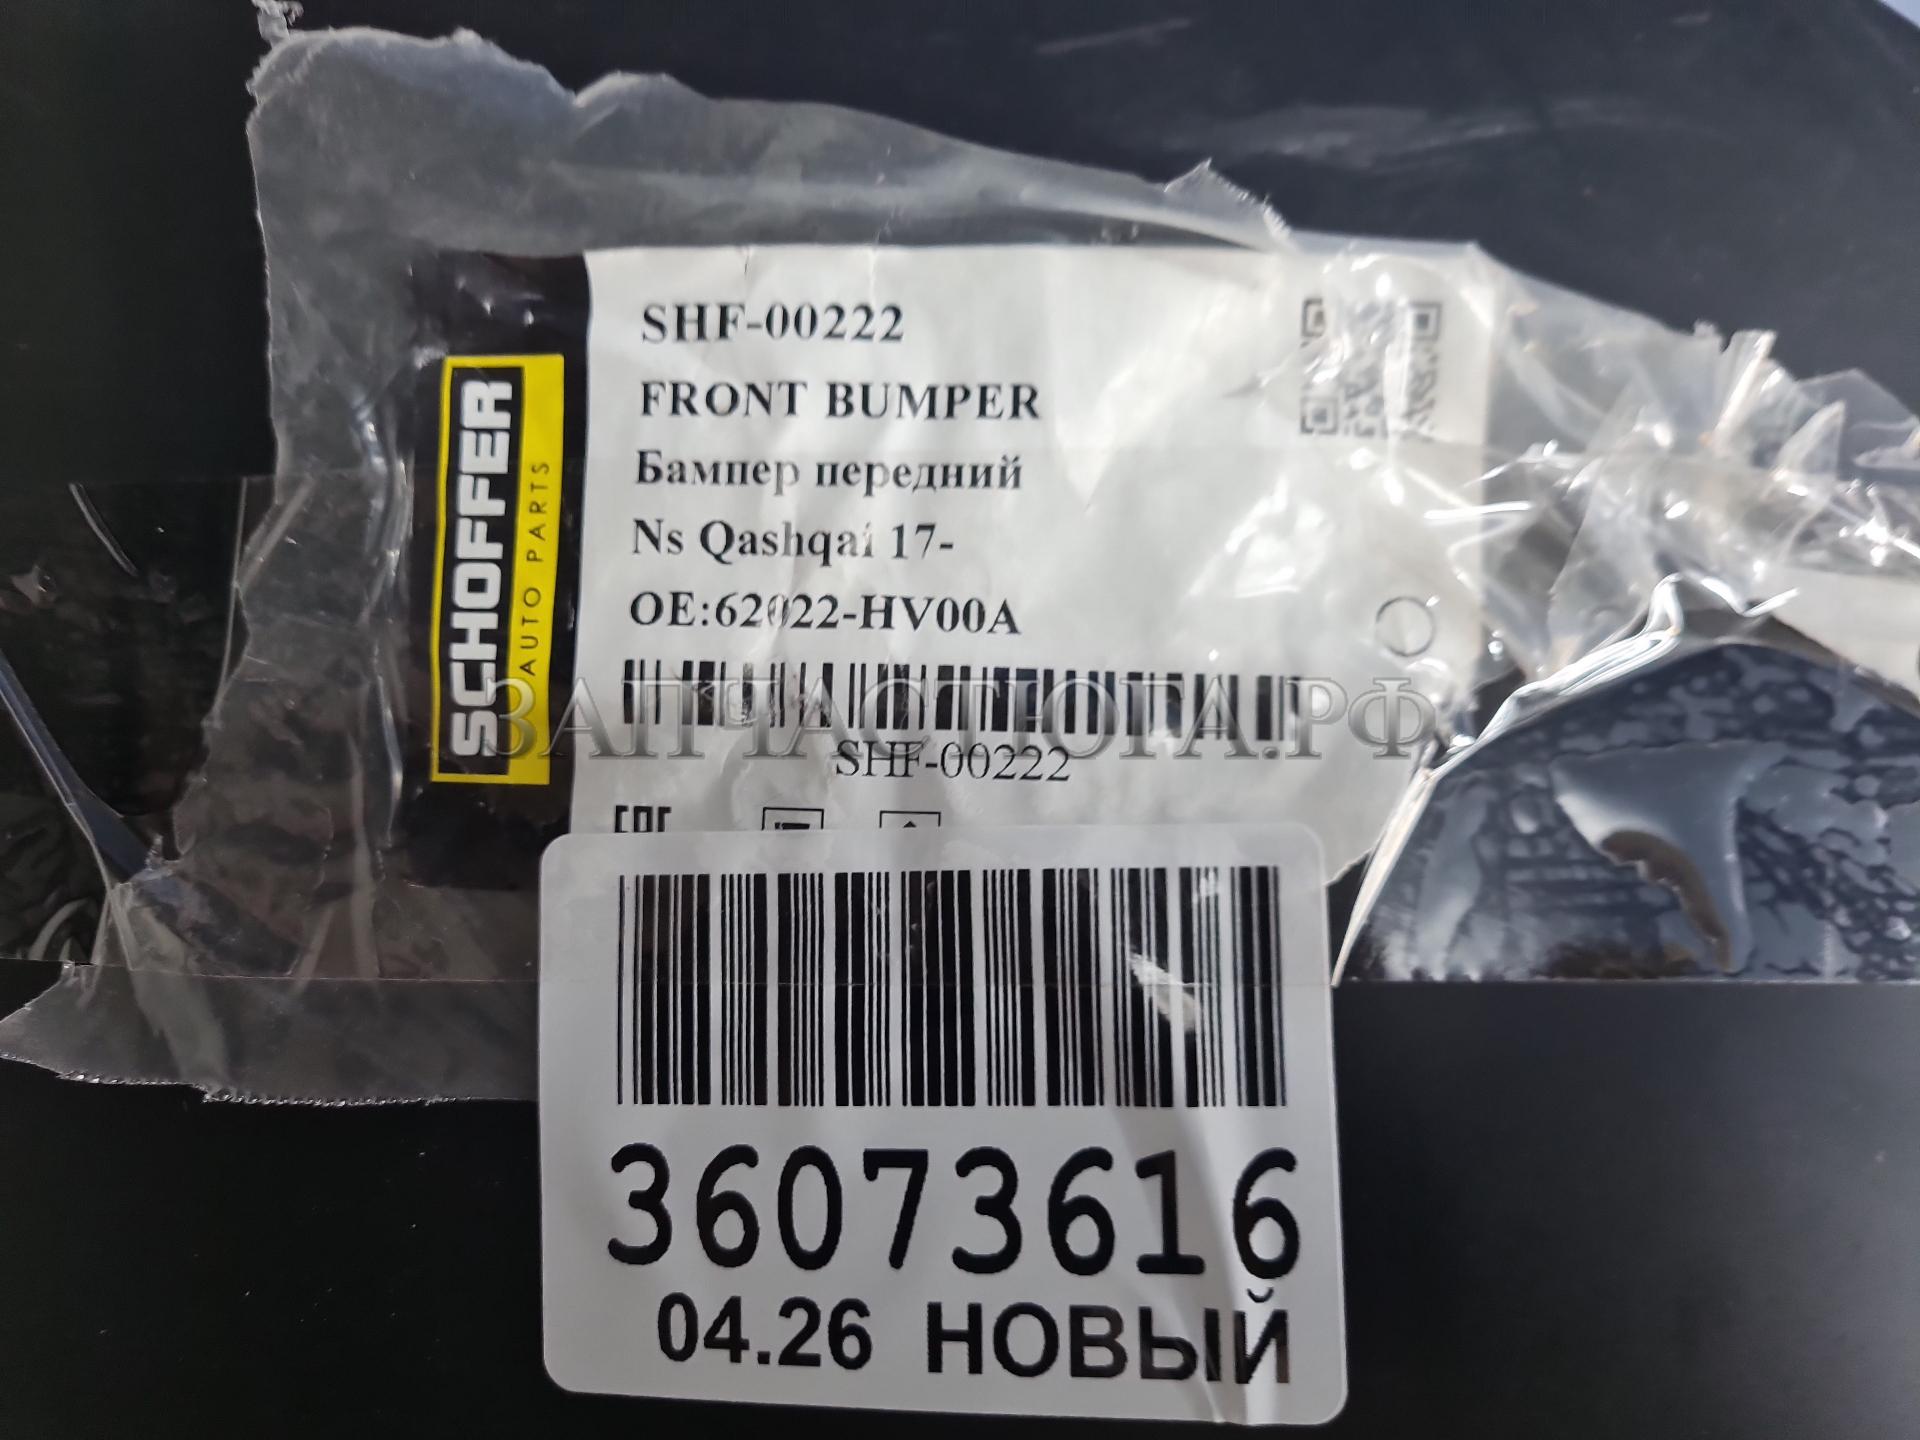 SHF-00222
FRONT BUMPER
Бампер передний
Ns Qashqai 17-
OE:62022-HV00A
SCHOFFER
AUTO PARTS
ЗАПЧАСТЮГА.РФ
SHF-00222
EAC
36073616
04.26 НОВЫЙ